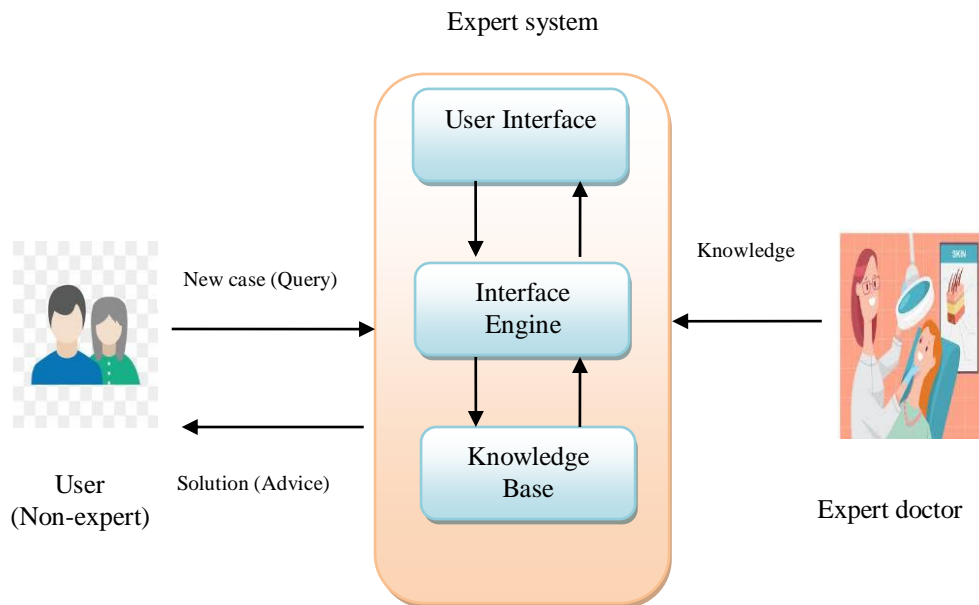 Expert system
User Interface
New case (Query)
Knowledge
SKIN
Interface
Engine
Solution (Advice)
Knowledge
Base
User
(Non-expert)
Expert doctor